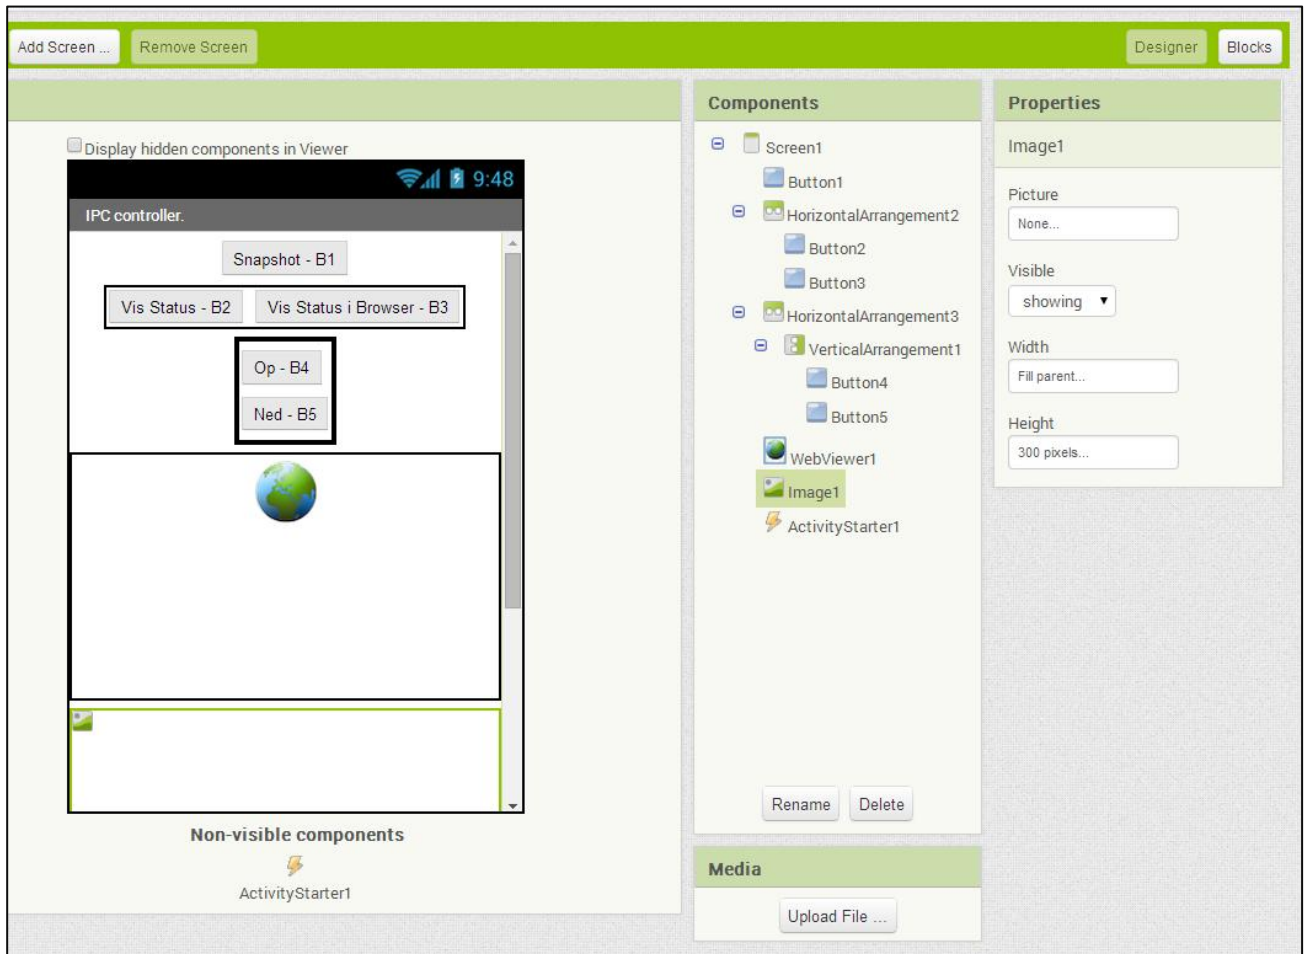 Add Screen ...
Remove Screen
Designer
Blocks
Display hidden components in Viewer
9:48
IPC controller.
Snapshot - B1
Vis Status - B2
Vis Status i Browser - B3
Op - B4
Ned - B5
Non-visible components
ActivityStarter1
Components
Screen1
Button1
HorizontalArrangement2
Button2
Button3
HorizontalArrangement3
VerticalArrangement1
Button4
Button5
WebViewer1
Image1
ActivityStarter1
Rename
Delete
Media
Upload File ...
Properties
Image1
Picture
None...
Visible
showing
Width
Fill parent...
Height
300 pixels...